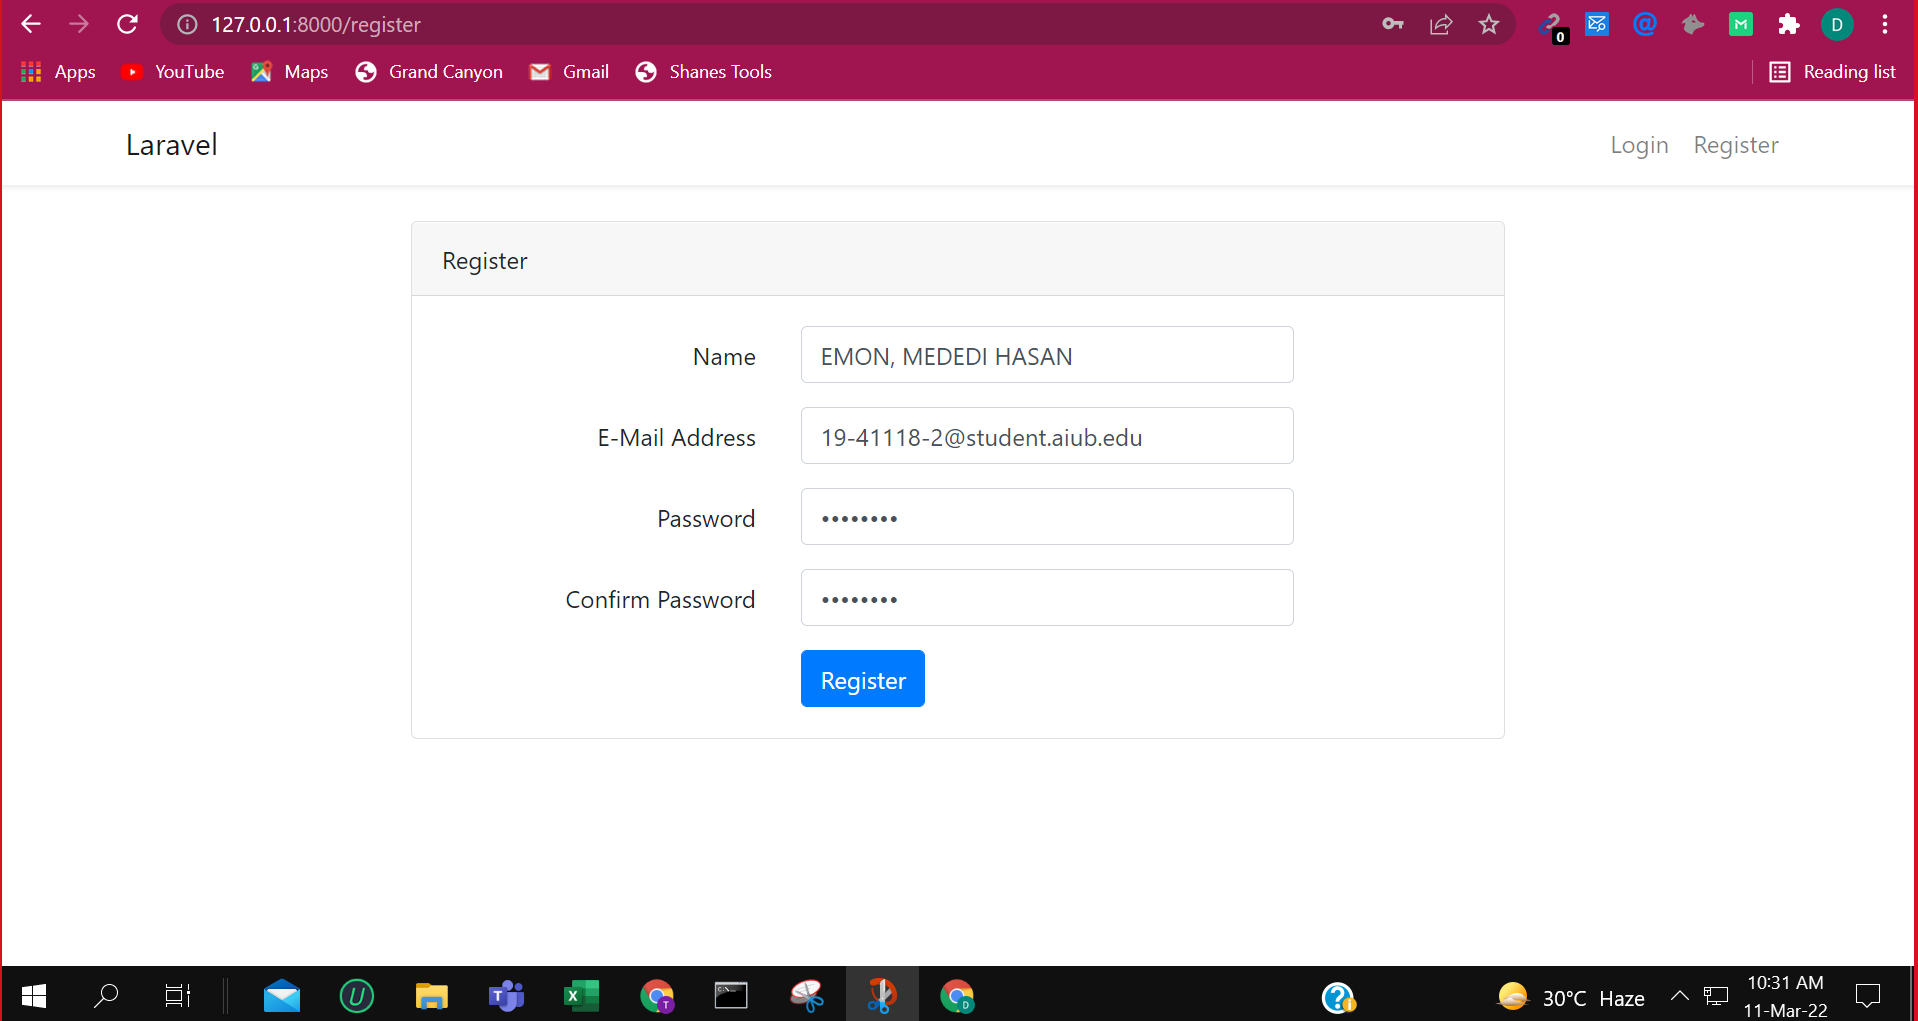 127.0.0.1:8000/register
0
M
D
Apps YouTube Maps Grand Canyon Gmail Shanes Tools Reading list
Laravel Login Register
Register
Name EMON, MEDEDI HASAN
E-Mail Address 19-41118-2@student.aiub.edu
Password ••••••••
Confirm Password ••••••••
Register
30°C Haze
10:31 AM
11-Mar-22